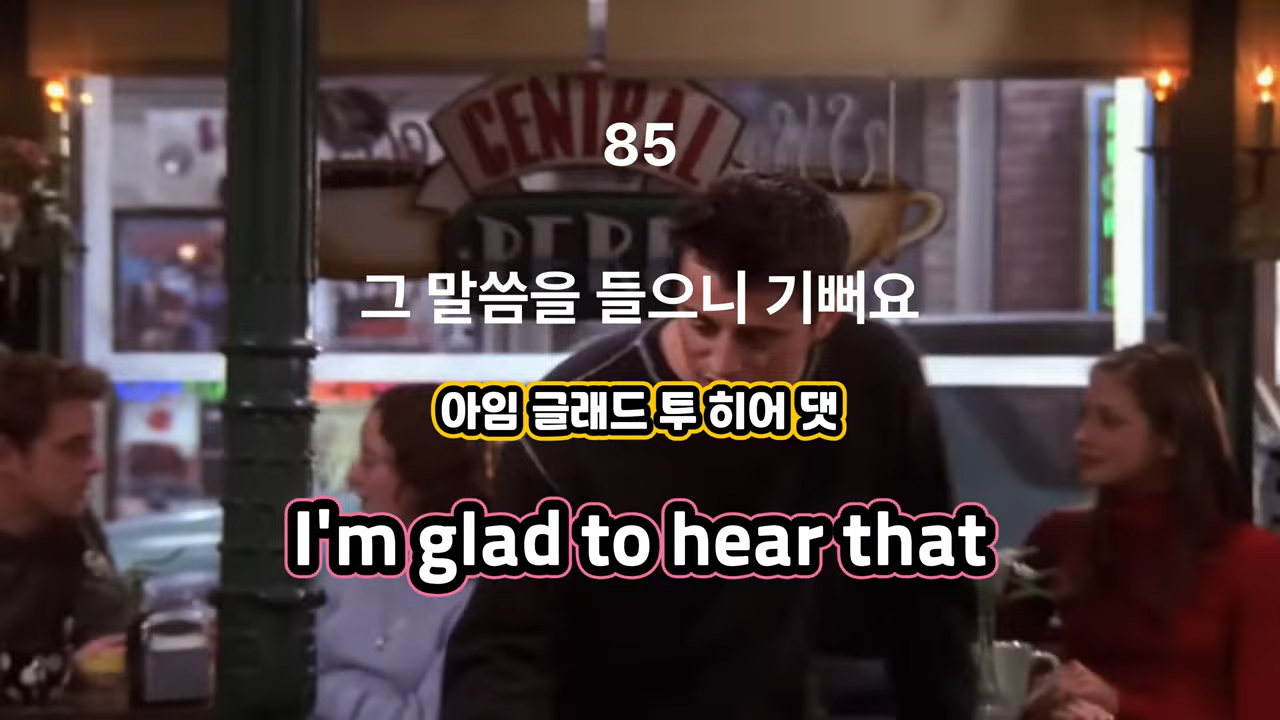 CENTRAL
85
PERK
그 말씀을 들으니 기뻐요
아임 글래드 투 히어 댓
I'm glad to hear that